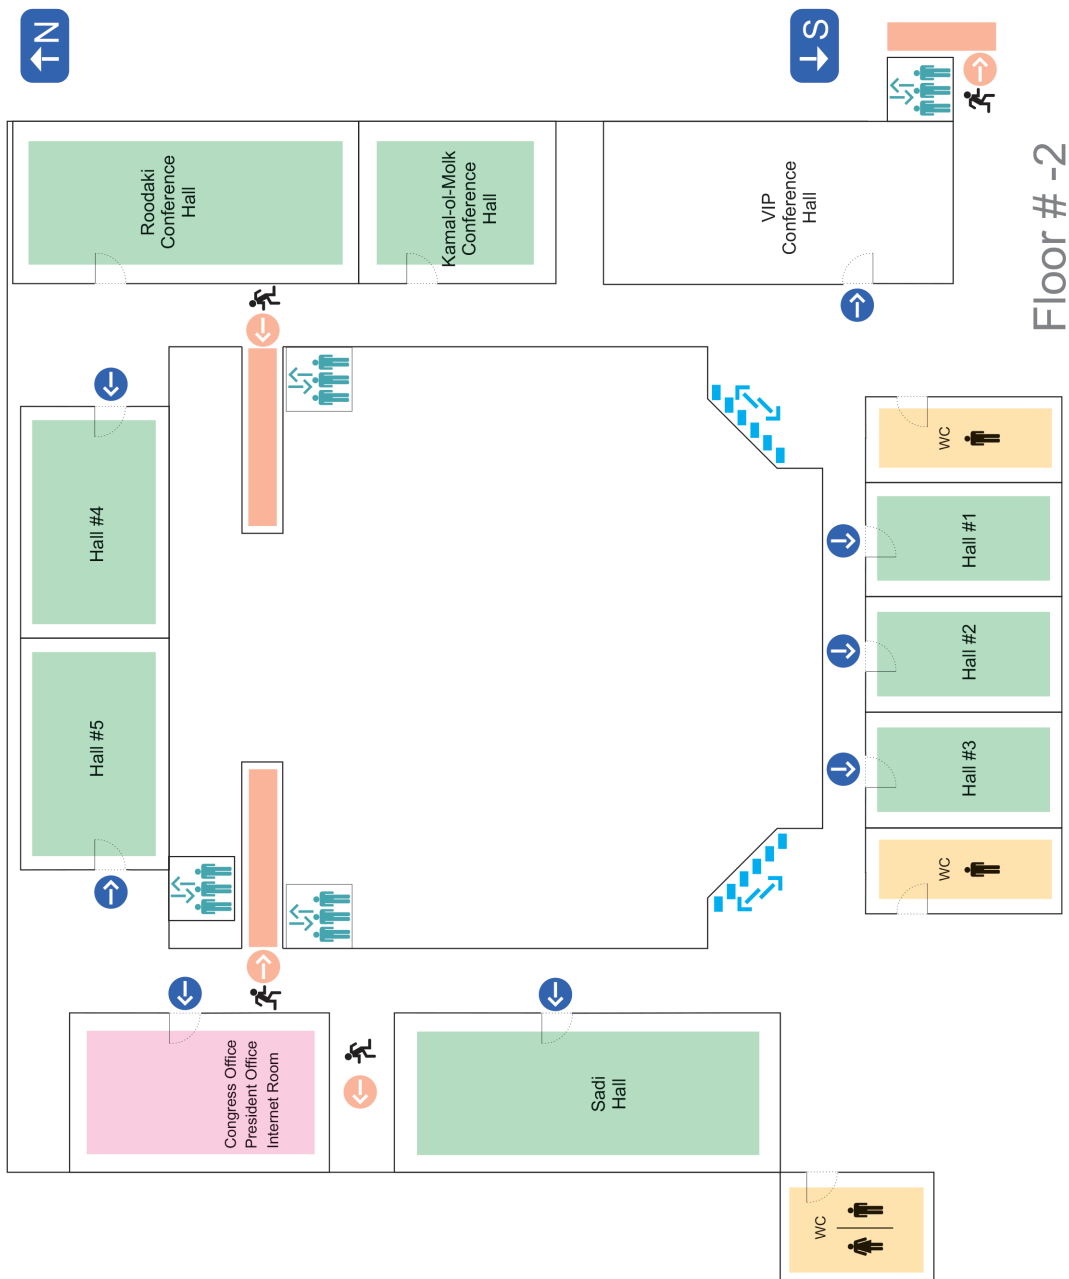 N
S
Floor # -2
Roodaki
Conference
Hall
Kamal-ol-Molk
Conference
Hall
VIP
Conference
Hall
Hall #4
Hall #5
WC
Hall #1
Hall #2
Hall #3
WC
Congress Office
President Office
Internet Room
Sadi
Hall
WC